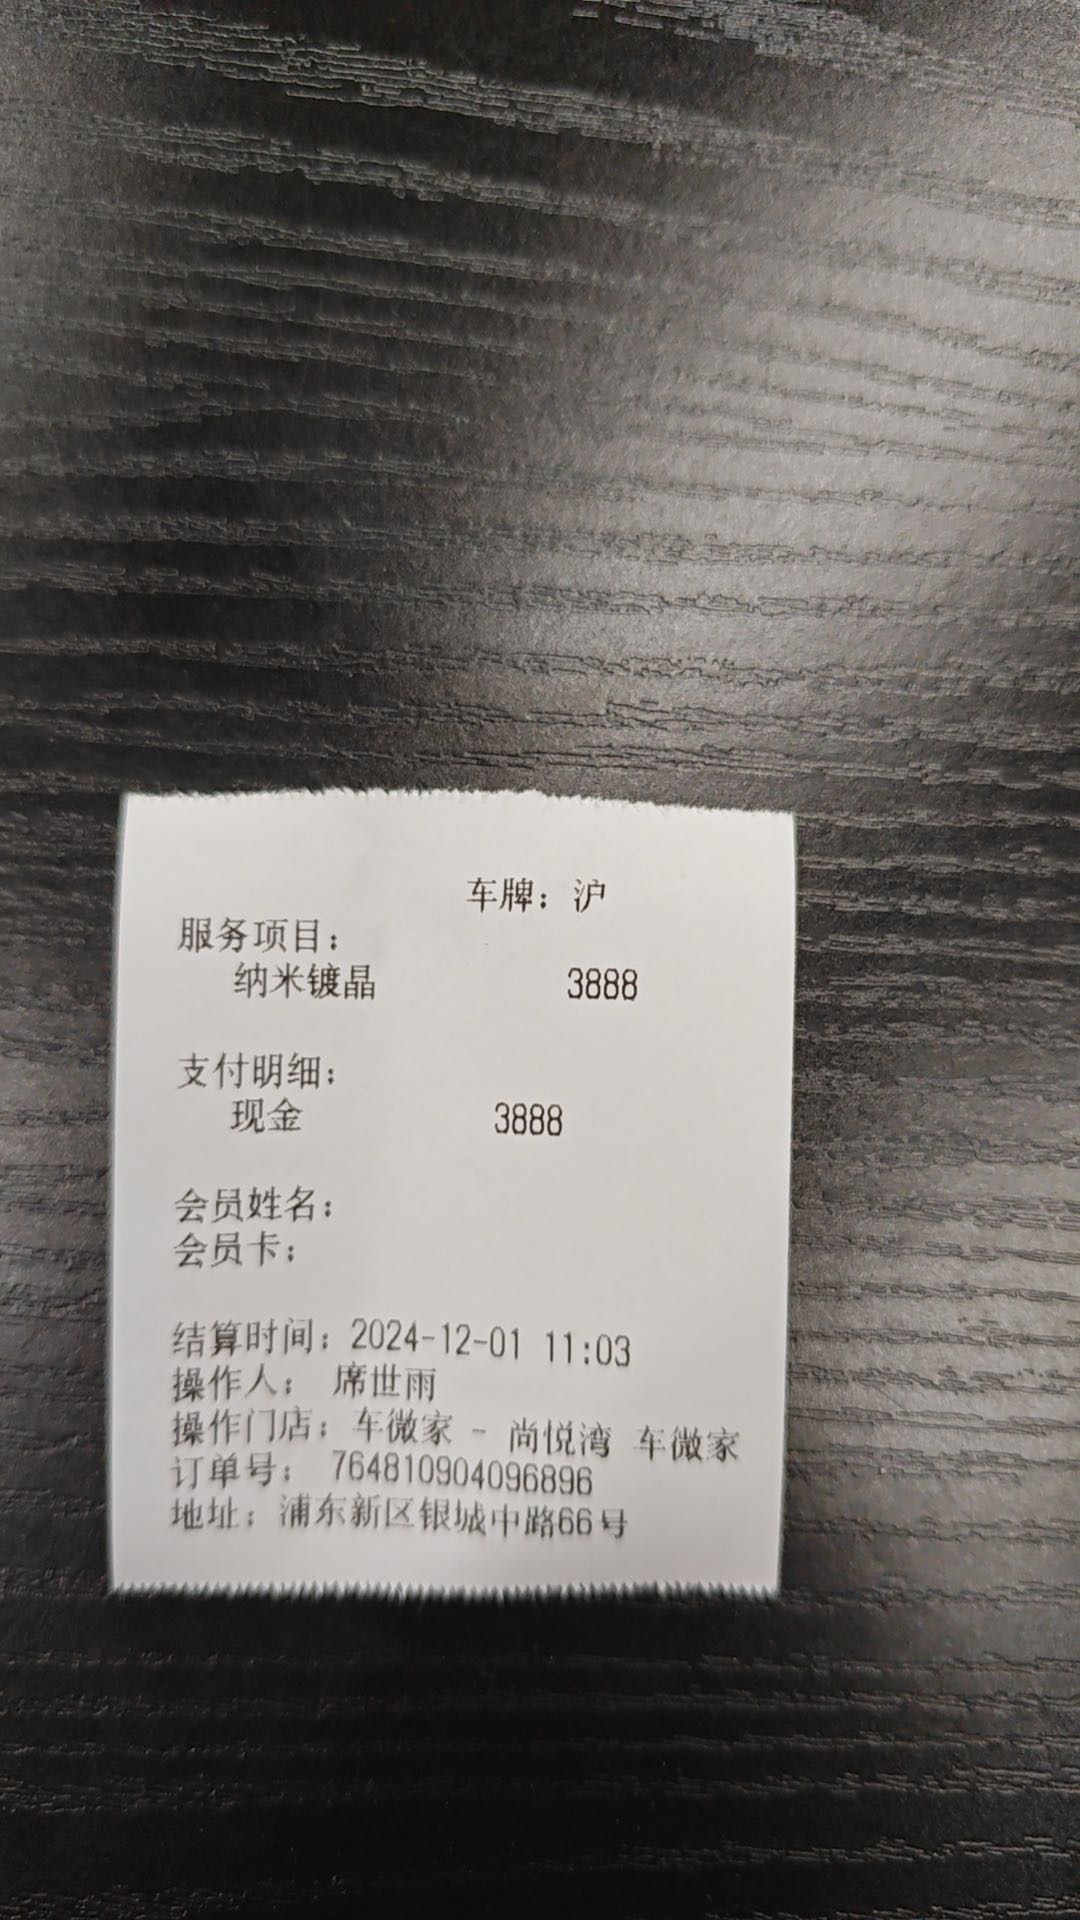 车牌：沪
服务项目：
纳米镀晶 3888
支付明细：
现金 3888
会员姓名：
会员卡：
结算时间：2024-12-01 11:03
操作人： 席世雨
操作门店：车微家 - 尚悦湾 车微家
订单号： 764810904096896
地址：浦东新区银城中路66号